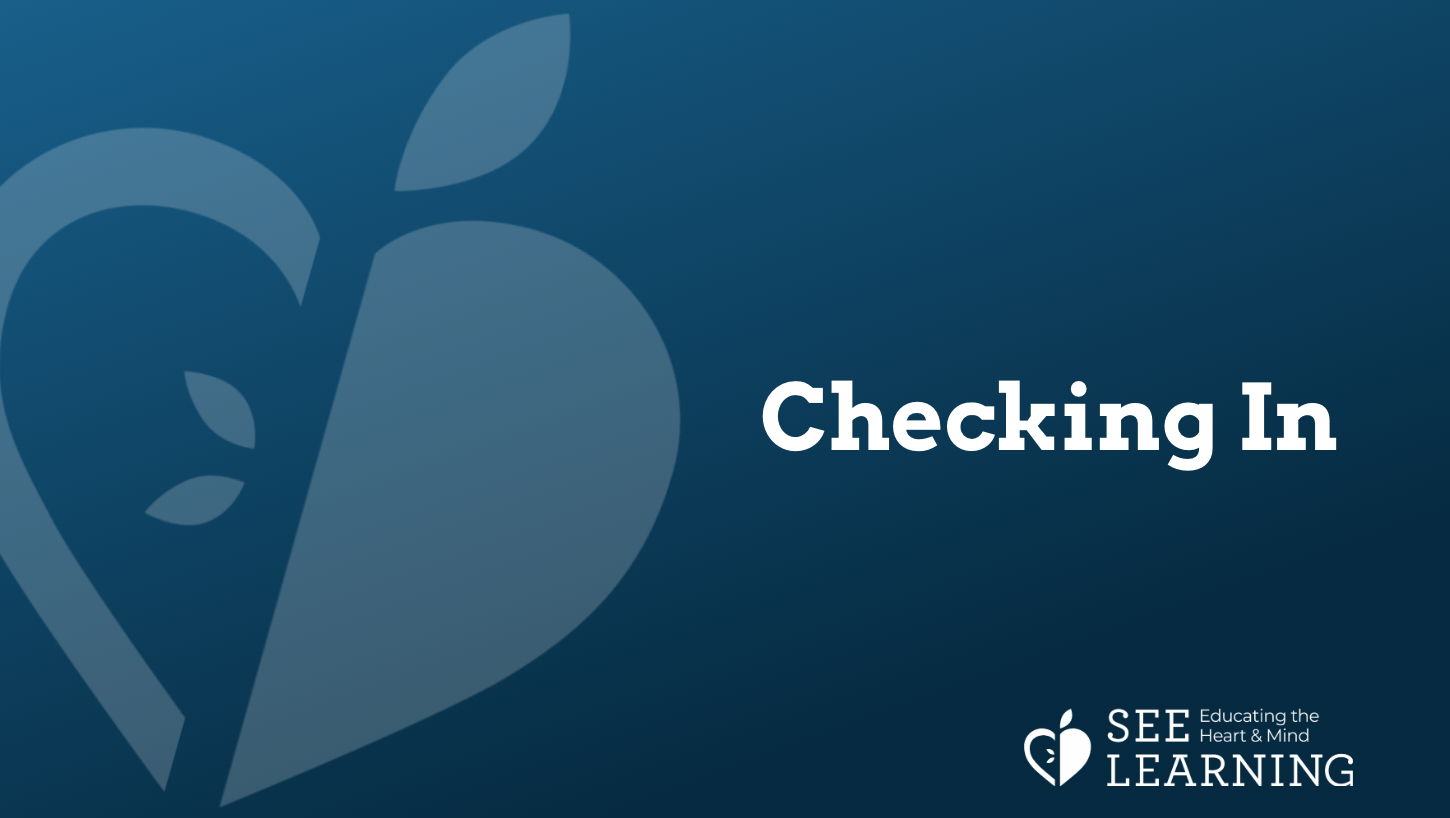 Checking In
SEE Educating the
Heart & Mind
LEARNING